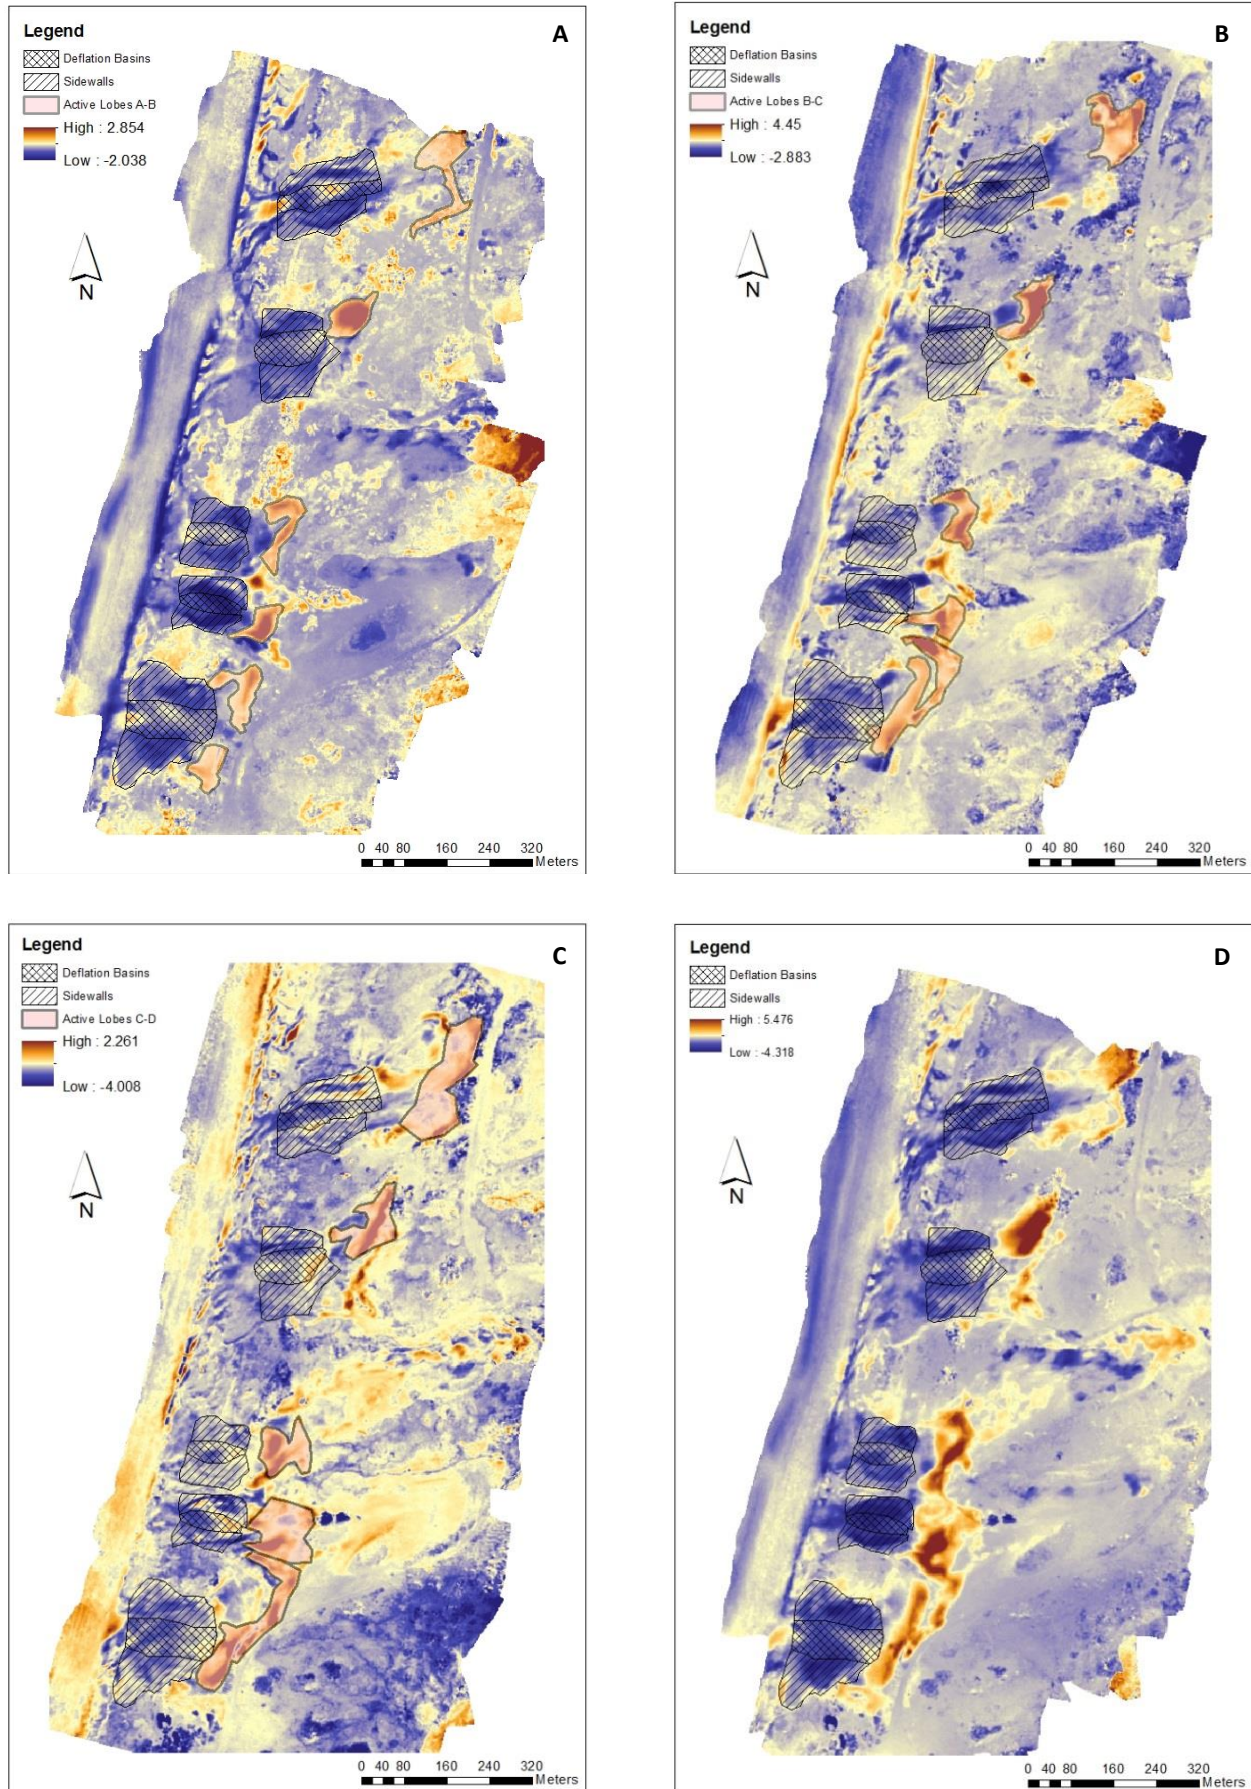 Legend
A
Deflation Basins
Sidewalls
Active Lobes A-B
High : 2.854
Low : -2.038
N
0 40 80 160 240 320
Meters
Legend
B
Deflation Basins
Sidewalls
Active Lobes B-C
High : 4.45
Low : -2.883
N
0 40 80 160 240 320
Meters
Legend
C
Deflation Basins
Sidewalls
Active Lobes C-D
High : 2.261
Low : -4.008
N
0 40 80 160 240 320
Meters
Legend
D
Deflation Basins
Sidewalls
High : 5.476
Low : -4.318
N
0 40 80 160 240 320
Meters